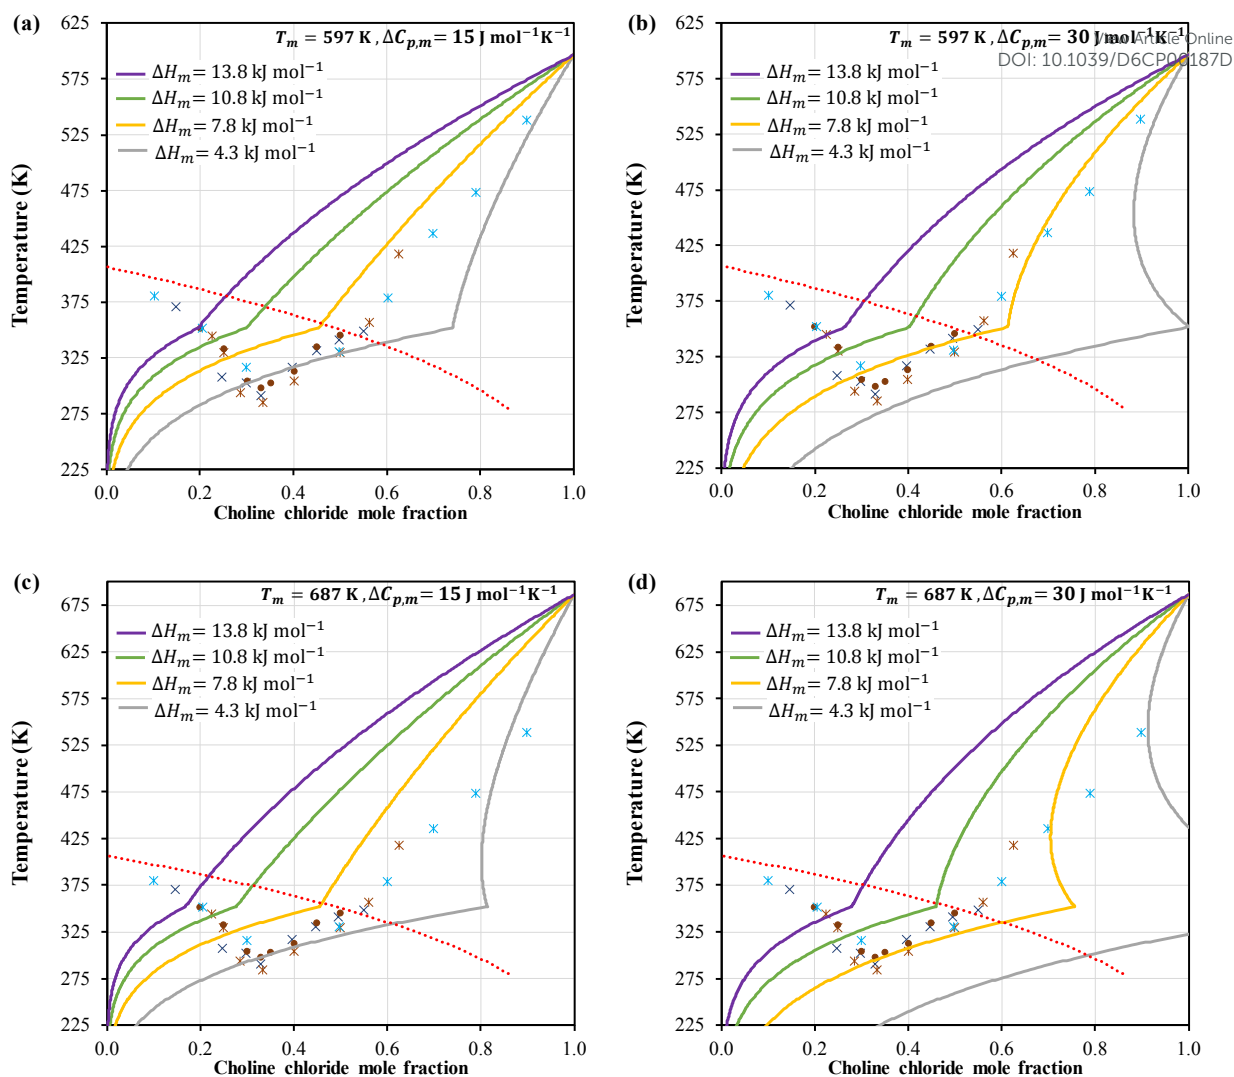 (a)
T_m = 597 K , ΔC_{p,m} = 15 J mol⁻¹K⁻¹
ΔH_m = 13.8 kJ mol⁻¹
ΔH_m = 10.8 kJ mol⁻¹
ΔH_m = 7.8 kJ mol⁻¹
ΔH_m = 4.3 kJ mol⁻¹
Temperature (K)
625
575
525
475
425
375
325
275
225
0.0 0.2 0.4 0.6 0.8 1.0
Choline chloride mole fraction
(b)
T_m = 597 K , ΔC_{p,m} = 30 J mol⁻¹K⁻¹
View Article Online
DOI: 10.1039/D6CP00187D
ΔH_m = 13.8 kJ mol⁻¹
ΔH_m = 10.8 kJ mol⁻¹
ΔH_m = 7.8 kJ mol⁻¹
ΔH_m = 4.3 kJ mol⁻¹
Temperature (K)
625
575
525
475
425
375
325
275
225
0.0 0.2 0.4 0.6 0.8 1.0
Choline chloride mole fraction
(c)
T_m = 687 K , ΔC_{p,m} = 15 J mol⁻¹K⁻¹
ΔH_m = 13.8 kJ mol⁻¹
ΔH_m = 10.8 kJ mol⁻¹
ΔH_m = 7.8 kJ mol⁻¹
ΔH_m = 4.3 kJ mol⁻¹
Temperature (K)
675
625
575
525
475
425
375
325
275
225
0.0 0.2 0.4 0.6 0.8 1.0
Choline chloride mole fraction
(d)
T_m = 687 K , ΔC_{p,m} = 30 J mol⁻¹K⁻¹
ΔH_m = 13.8 kJ mol⁻¹
ΔH_m = 10.8 kJ mol⁻¹
ΔH_m = 7.8 kJ mol⁻¹
ΔH_m = 4.3 kJ mol⁻¹
Temperature (K)
675
625
575
525
475
425
375
325
275
225
0.0 0.2 0.4 0.6 0.8 1.0
Choline chloride mole fraction